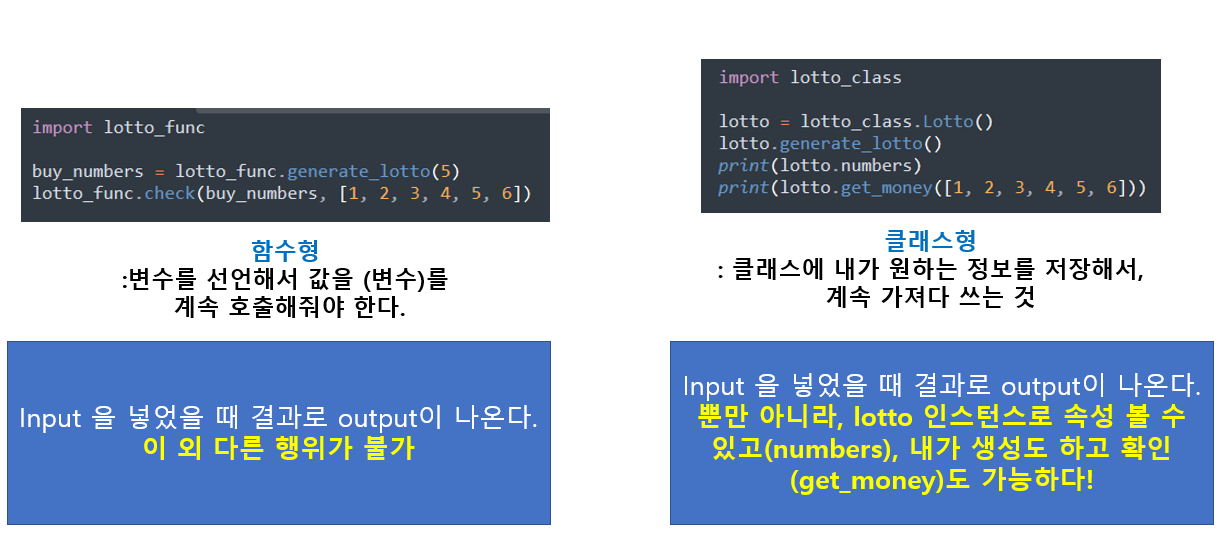 import lotto_func
buy_numbers = lotto_func.generate_lotto(5)
lotto_func.check(buy_numbers, [1, 2, 3, 4, 5, 6])
함수형
:변수를 선언해서 값을 (변수)를
계속 호출해줘야 한다.
Input 을 넣었을 때 결과로 output이 나온다.
이 외 다른 행위가 불가
import lotto_class
lotto = lotto_class.Lotto()
lotto.generate_lotto()
print(lotto.numbers)
print(lotto.get_money([1, 2, 3, 4, 5, 6]))
클래스형
: 클래스에 내가 원하는 정보를 저장해서,
계속 가져다 쓰는 것
Input 을 넣었을 때 결과로 output이 나온다.
뿐만 아니라, lotto 인스턴스로 속성 볼 수
있고(numbers), 내가 생성도 하고 확인
(get_money)도 가능하다!